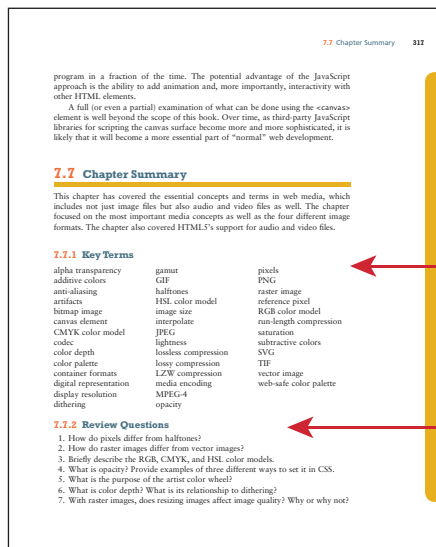 7.7 Chapter Summary 317
program in a fraction of the time. The potential advantage of the JavaScript
approach is the ability to add animation and, more importantly, interactivity with
other HTML elements.
A full (or even a partial) examination of what can be done using the <canvas>
element is well beyond the scope of this book. Over time, as third-party JavaScript
libraries for scripting the canvas surface become more and more sophisticated, it is
likely that it will become a more essential part of “normal” web development.
7.7 Chapter Summary
This chapter has covered the essential concepts and terms in web media, which
includes not just image files but also audio and video files as well. The chapter
focused on the most important media concepts as well as the four different image
formats. The chapter also covered HTML5's support for audio and video files.
7.7.1 Key Terms
alpha transparency
additive colors
anti-aliasing
artifacts
bitmap image
canvas element
CMYK color model
codec
color depth
color palette
container formats
digital representation
display resolution
dithering
gamut
GIF
halftones
HSL color model
image size
interpolate
JPEG
lightness
lossless compression
lossy compression
LZW compression
media encoding
MPEG-4
opacity
pixels
PNG
raster image
reference pixel
RGB color model
run-length compression
saturation
subtractive colors
SVG
TIF
vector image
web-safe color palette
7.7.2 Review Questions
1. How do pixels differ from halftones?
2. How do raster images differ from vector images?
3. Briefly describe the RGB, CMYK, and HSL color models.
4. What is opacity? Provide examples of three different ways to set it in CSS.
5. What is the purpose of the artist color wheel?
6. What is color depth? What is its relationship to dithering?
7. With raster images, does resizing images affect image quality? Why or why not?